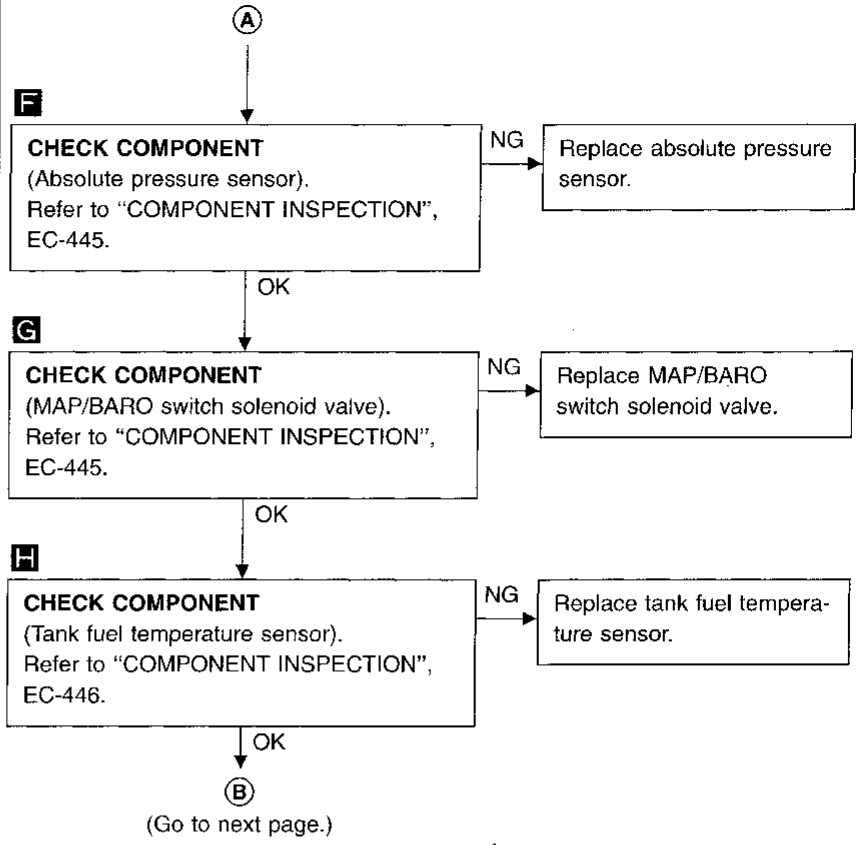 A
F
CHECK COMPONENT
(Absolute pressure sensor).
Refer to “COMPONENT INSPECTION”,
EC-445.
NG
Replace absolute pressure
sensor.
OK
G
CHECK COMPONENT
(MAP/BARO switch solenoid valve).
Refer to “COMPONENT INSPECTION”,
EC-445.
NG
Replace MAP/BARO
switch solenoid valve.
OK
H
CHECK COMPONENT
(Tank fuel temperature sensor).
Refer to “COMPONENT INSPECTION”,
EC-446.
NG
Replace tank fuel tempera-
ture sensor.
OK
B
(Go to next page.)